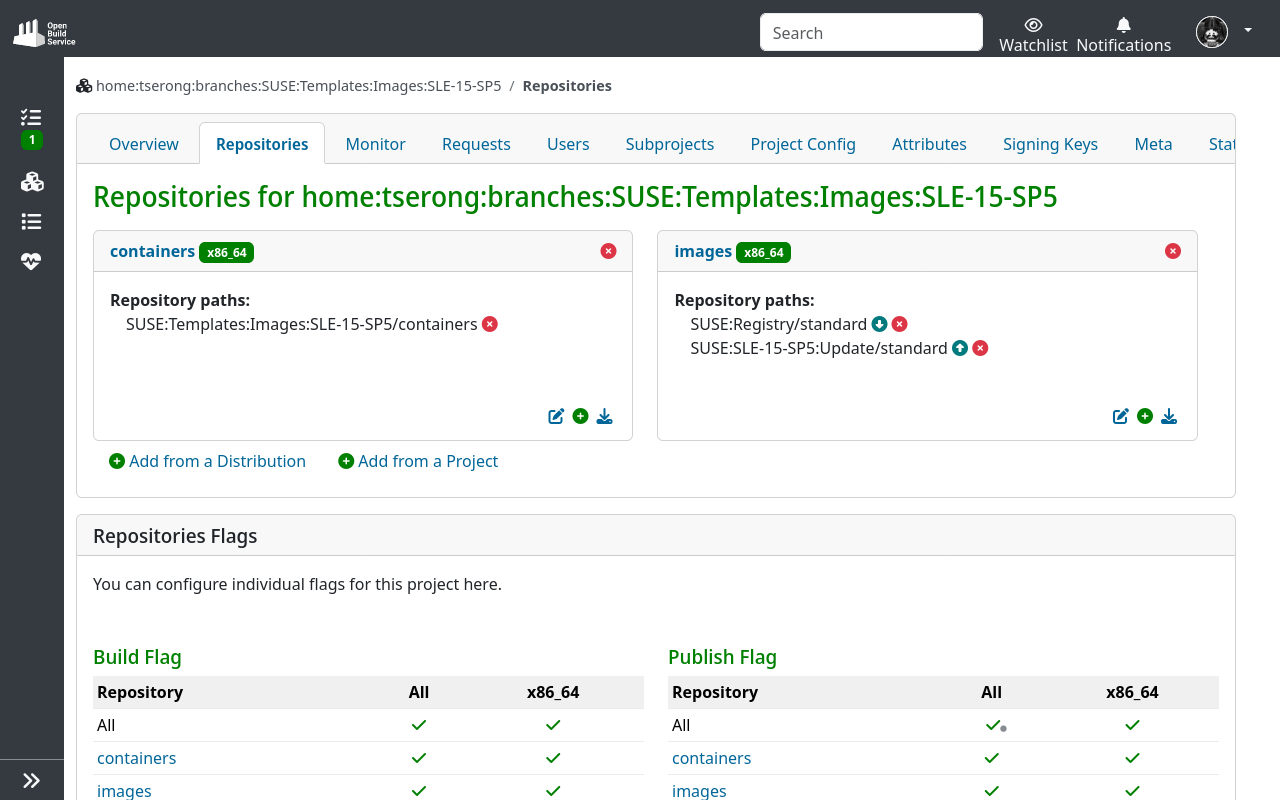 Open
Build
Service
Search
Watchlist
Notifications
1
home:tserong:branches:SUSE:Templates:Images:SLE-15-SP5 / Repositories
Overview Repositories Monitor Requests Users Subprojects Project Config Attributes Signing Keys Meta Stat
Repositories for home:tserong:branches:SUSE:Templates:Images:SLE-15-SP5
containers x86_64
Repository paths:
SUSE:Templates:Images:SLE-15-SP5/containers
images x86_64
Repository paths:
SUSE:Registry/standard
SUSE:SLE-15-SP5:Update/standard
Add from a Distribution Add from a Project
Repositories Flags
You can configure individual flags for this project here.
Build Flag
Repository All x86_64
All
containers
images
Publish Flag
Repository All x86_64
All
containers
images